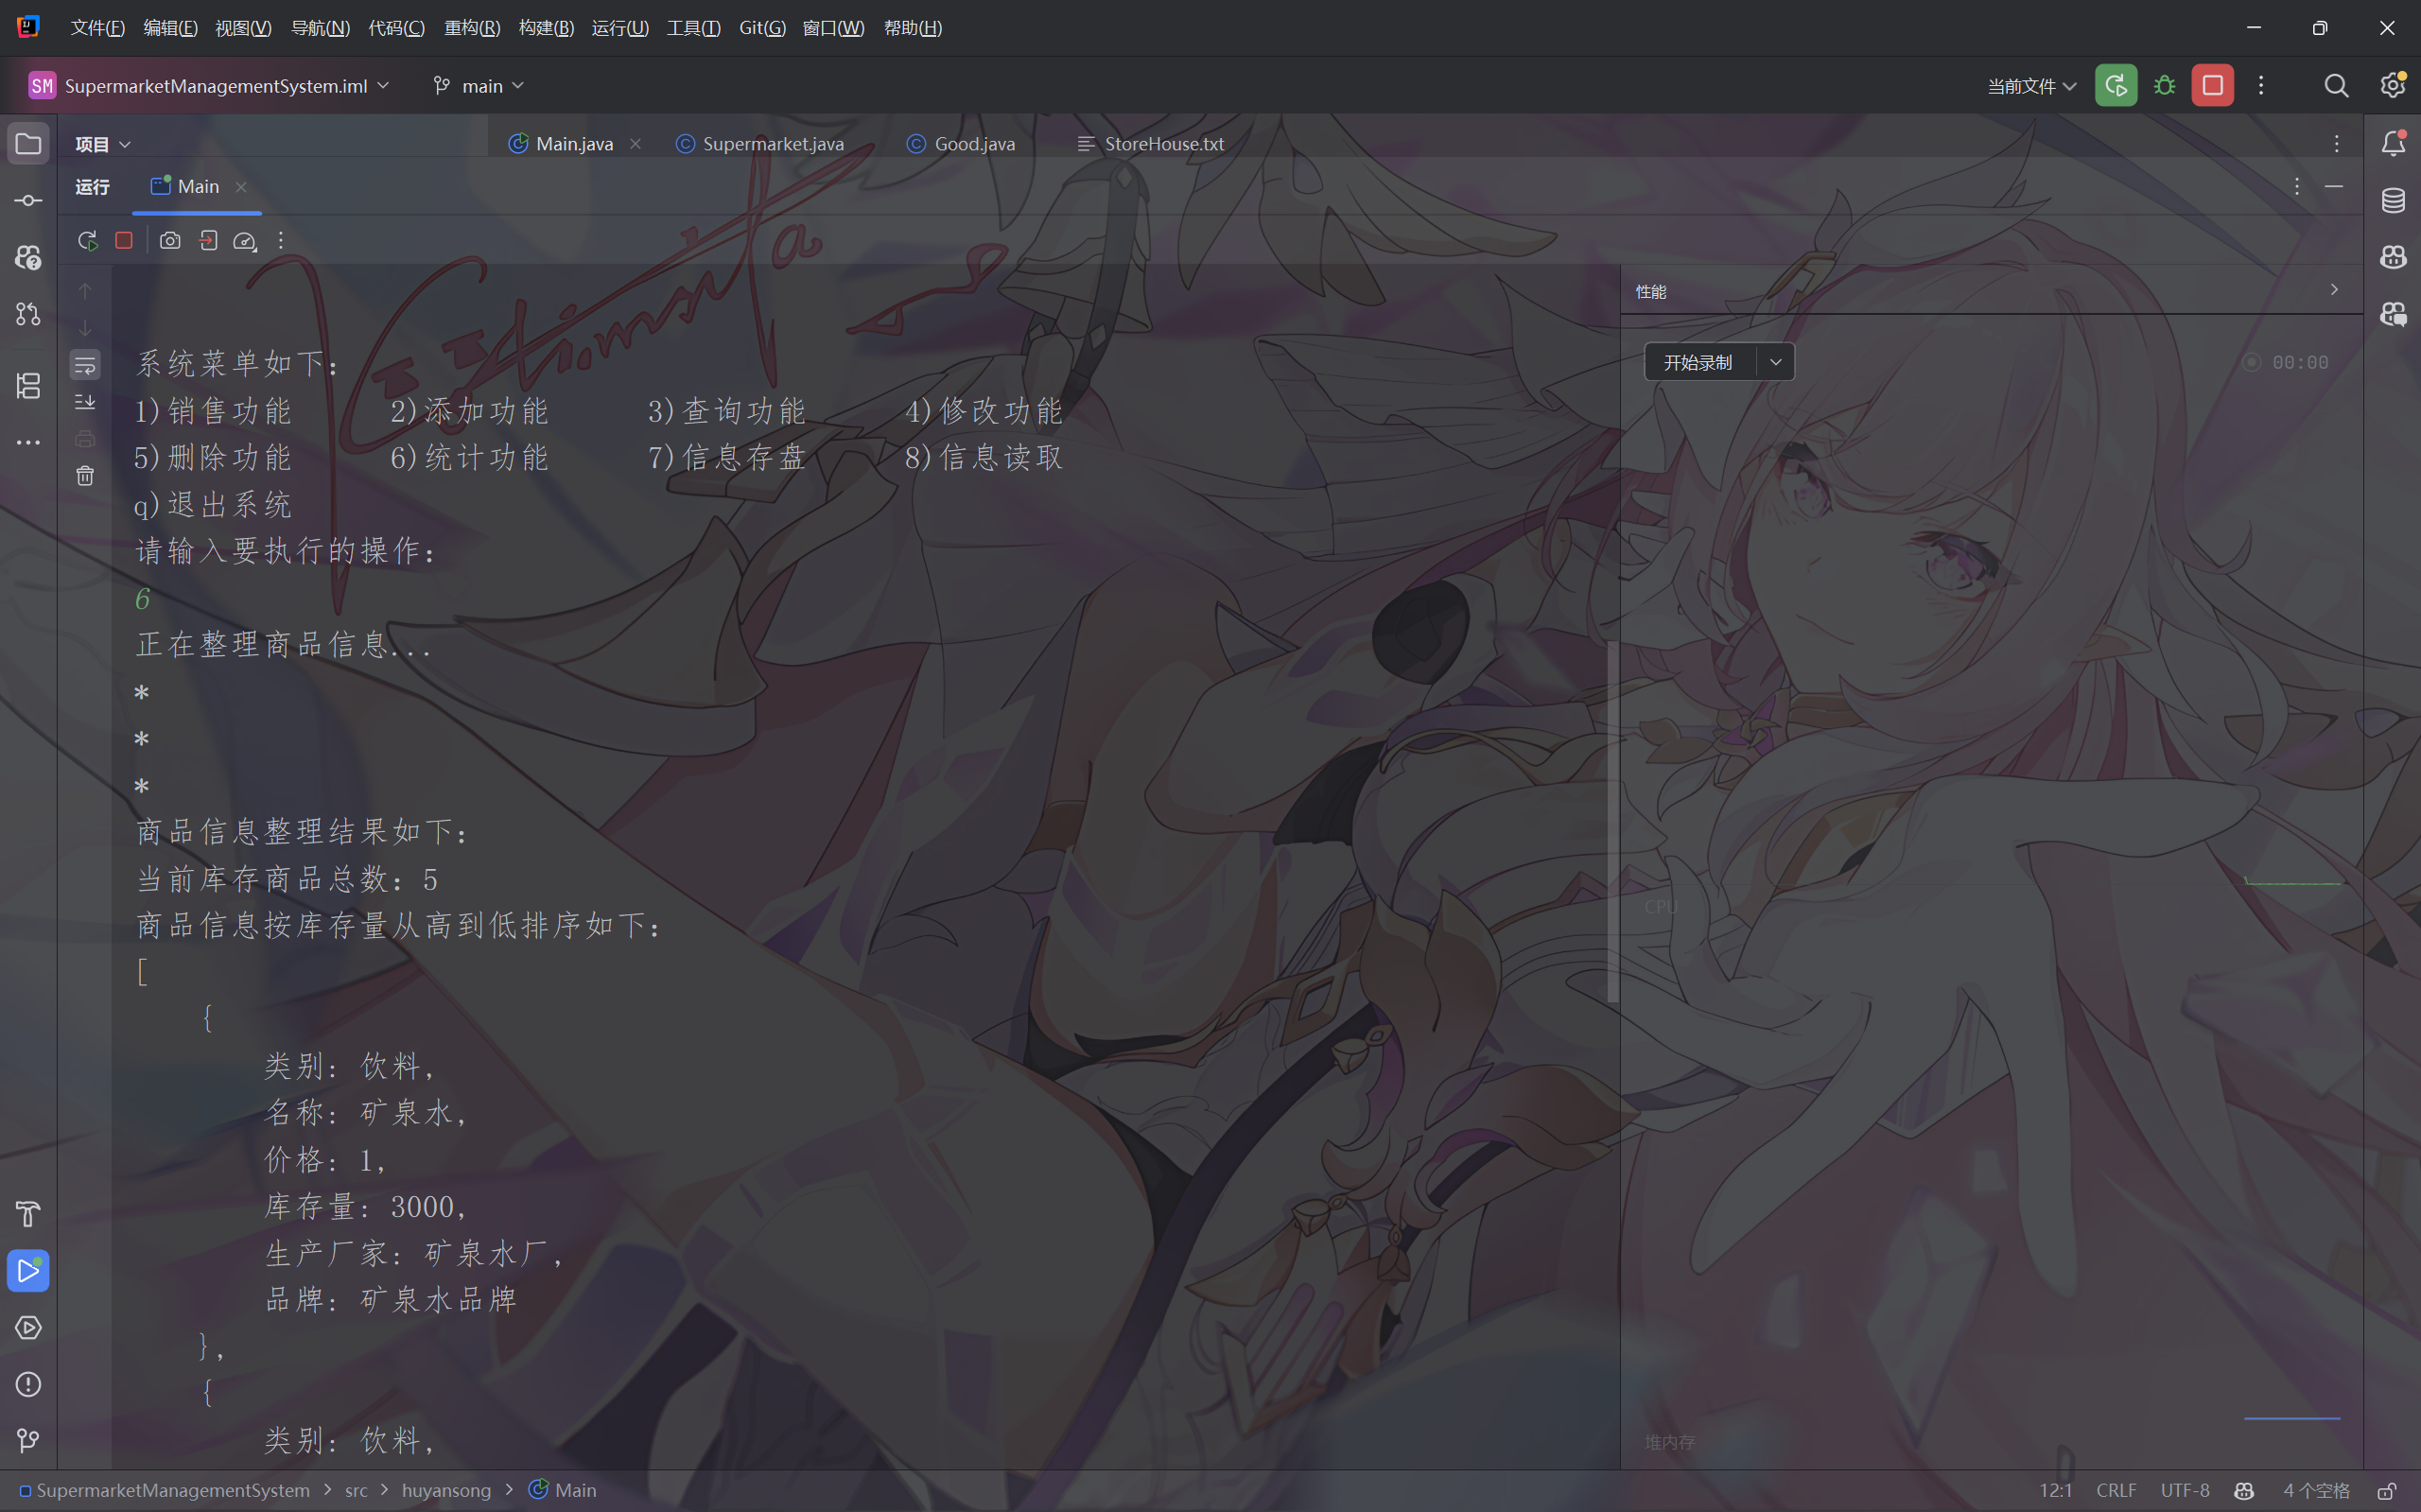 文件(F) 编辑(E) 视图(V) 导航(N) 代码(C) 重构(R) 构建(B) 运行(U) 工具(T) Git(G) 窗口(W) 帮助(H)
SM SupermarketManagementSystem.iml main 当前文件
项目 Main.java Supermarket.java Good.java StoreHouse.txt
运行 Main
性能
开始录制 00:00
系统菜单如下:
1)销售功能 2)添加功能 3)查询功能 4)修改功能
5)删除功能 6)统计功能 7)信息存盘 8)信息读取
q)退出系统
请输入要执行的操作:
6
正在整理商品信息...
*
*
*
商品信息整理结果如下:
当前库存商品总数: 5
商品信息按库存量从高到低排序如下:
[
{
类别: 饮料,
名称: 矿泉水,
价格: 1,
库存量: 3000,
生产厂家: 矿泉水厂,
品牌: 矿泉水品牌
},
{
类别: 饮料,
CPU
堆内存
SupermarketManagementSystem > src > huyansong > Main 12:1 CRLF UTF-8 4 个空格